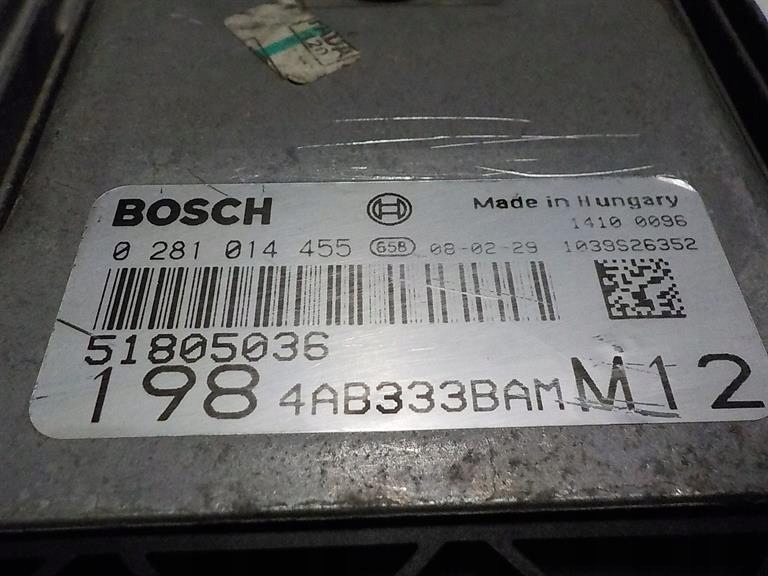 BOSCH
Made in Hungary
1410 0096
0 281 014 455 658 08-02-29 1039S26352
51805036
198 4AB333BAM M12